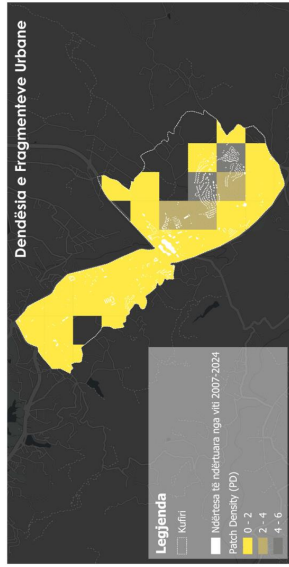 Dendësia e Fragmenteve Urbane
Legjenda
Kufiri
Ndërtesa të ndërtuara nga viti 2007-2024
Patch Density (PD)
0 - 2
2 - 4
4 - 6